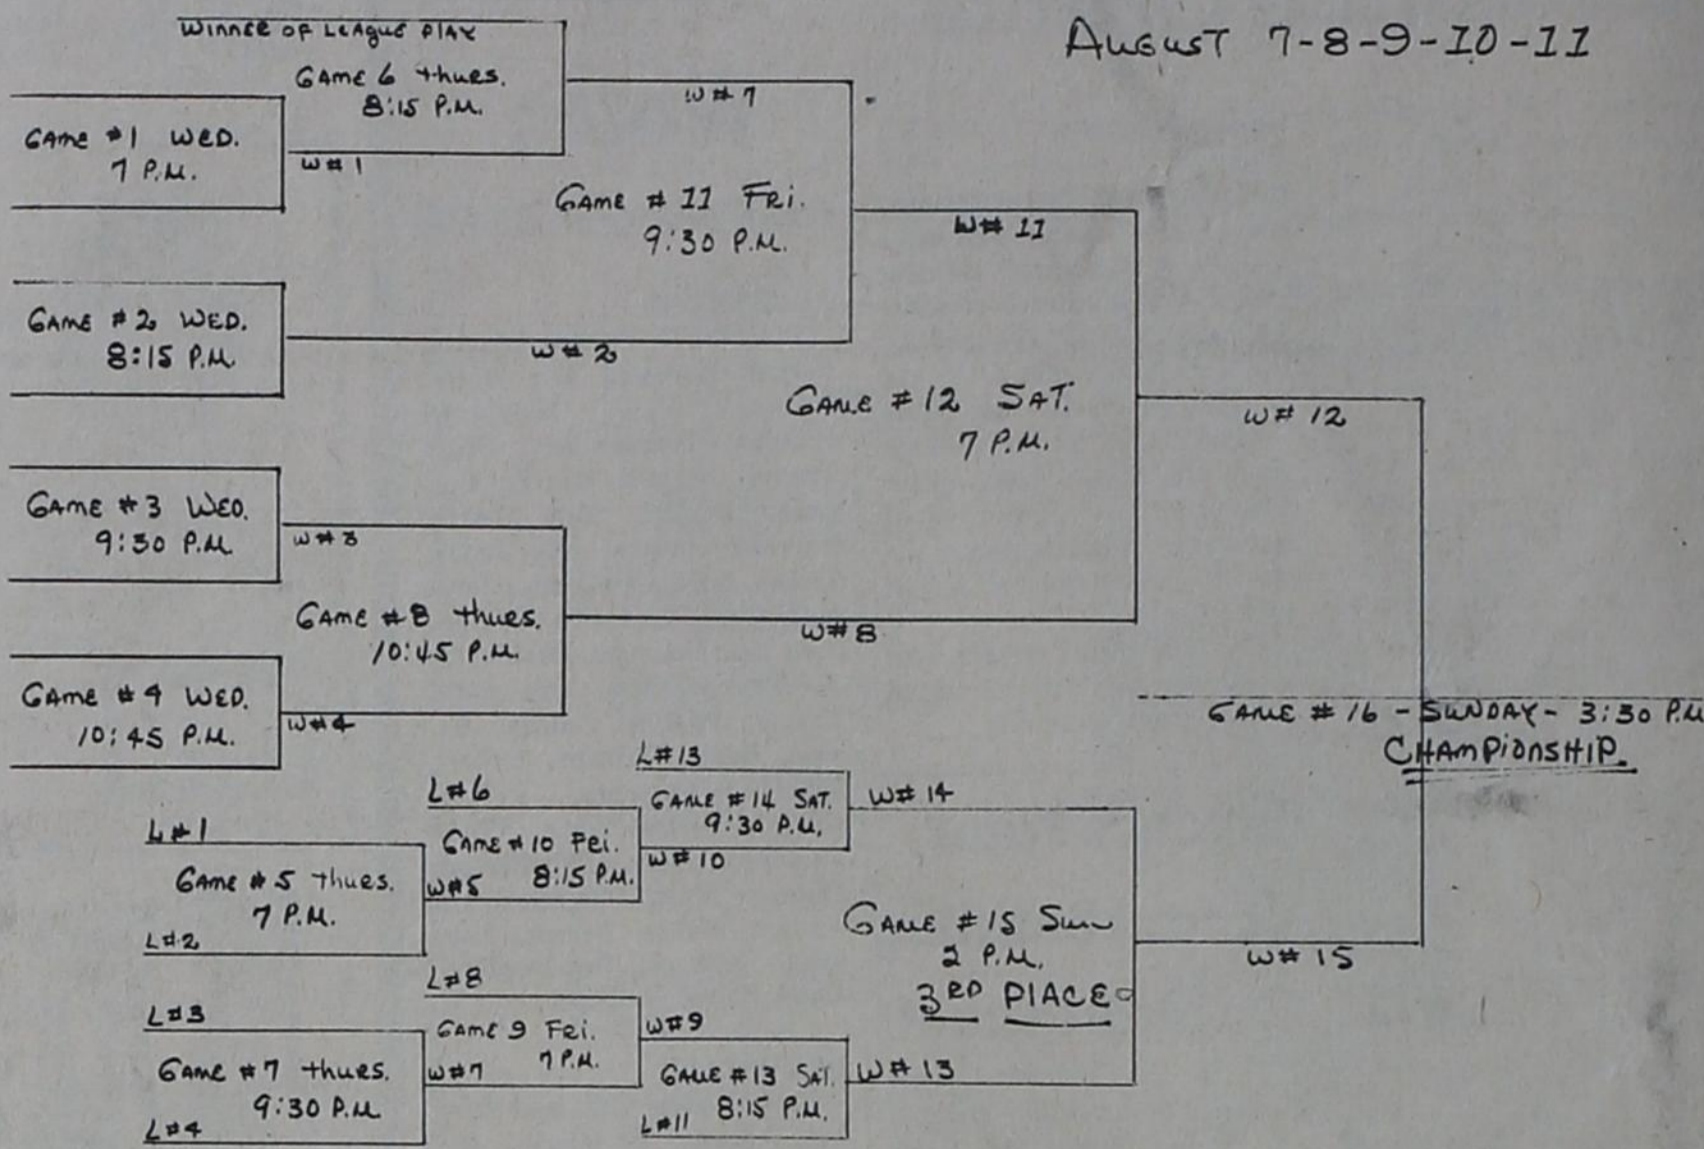 AUGUST 7-8-9-10-11
WINNER OF LEAGUE PLAY
GAME 6 thurs.
8:15 P.M.
W#7
GAME #1 WED.
7 P.M.
W#1
GAME #11 FRI.
9:30 P.M.
W#11
GAME #2 WED.
8:15 P.M.
W#2
GAME #12 SAT.
7 P.M.
W#12
GAME #3 WED.
9:30 P.M.
W#3
GAME #8 thurs.
10:45 P.M.
W#8
GAME #4 WED.
10:45 P.M.
W#4
GAME #16 - SUNDAY - 3:30 P.M
CHAMPIONSHIP.
L#13
L#6
GAME #14 SAT.
9:30 P.M.
W#14
L#1
GAME #10 FRI.
8:15 P.M.
W#10
GAME #5 thurs.
7 P.M.
W#5
L#2
GAME #15 Sun
2 P.M.
3RD PLACE
W#15
L#8
L#3
GAME 9 FRI.
7 P.M.
W#9
GAME #7 thurs.
9:30 P.M.
W#7
GAME #13 SAT.
8:15 P.M.
W#13
L#4
L#11